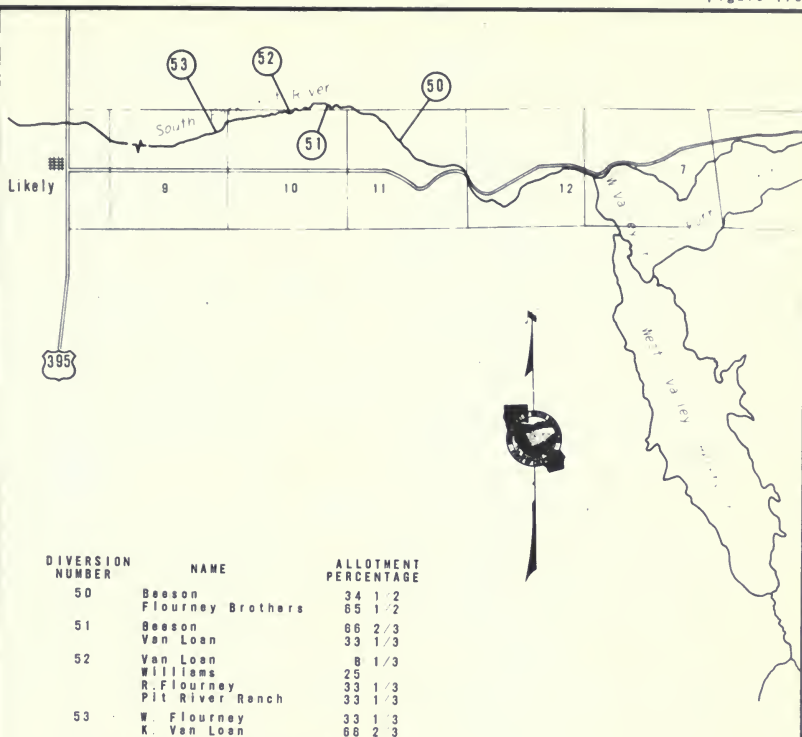 53
52
50
51
South
River
Likely
9
10
11
12
7
395
West Valley
DIVERSION NUMBER NAME ALLOTMENT PERCENTAGE
50 Beeson 34 1/2
Flourney Brothers 65 1/2
51 Beeson 66 2/3
Van Loan 33 1/3
52 Van Loan 8 1/3
Williams 25
R. Flourney 33 1/3
Pit River Ranch 33 1/3
53 W. Flourney 33 1/3
K. Van Loan 66 2/3